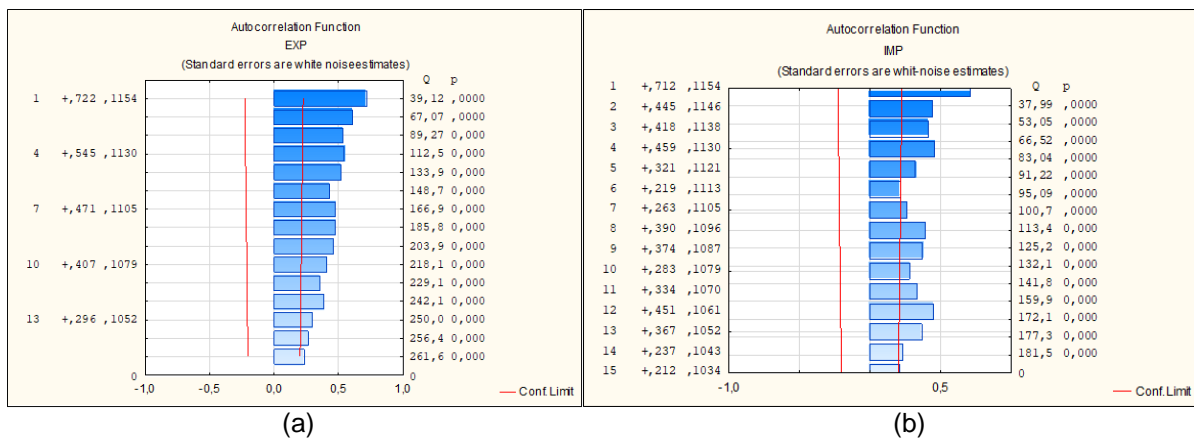 Autocorrelation Function
EXP
(Standard errors are white noiseestimates)
Q p
1 +,722 ,1154 39,12 ,0000
67,07 ,0000
89,27 0,000
4 +,545 ,1130 112,5 0,000
133,9 0,000
148,7 0,000
7 +,471 ,1105 166,9 0,000
185,8 0,000
203,9 0,000
10 +,407 ,1079 218,1 0,000
229,1 0,000
242,1 0,000
13 +,296 ,1052 250,0 0,000
256,4 0,000
261,6 0,000
0 0
-1,0 -0,5 0,0 0,5 1,0
Conf.Limit
(a)
Autocorrelation Function
IMP
(Standard errors are whit-noise estimates)
Q p
1 +,712 ,1154 37,99 ,0000
2 +,445 ,1146 53,05 ,0000
3 +,418 ,1138 66,52 ,0000
4 +,459 ,1130 83,04 ,0000
5 +,321 ,1121 91,22 ,0000
6 +,219 ,1113 95,09 ,0000
7 +,263 ,1105 100,7 ,0000
8 +,390 ,1096 113,4 0,000
9 +,374 ,1087 125,2 0,000
10 +,283 ,1079 132,1 0,000
11 +,334 ,1070 141,8 0,000
12 +,451 ,1061 159,9 0,000
13 +,367 ,1052 172,1 0,000
14 +,237 ,1043 177,3 0,000
15 +,212 ,1034 181,5 0,000
0
-1,0 0,5
Conf.Limit
(b)